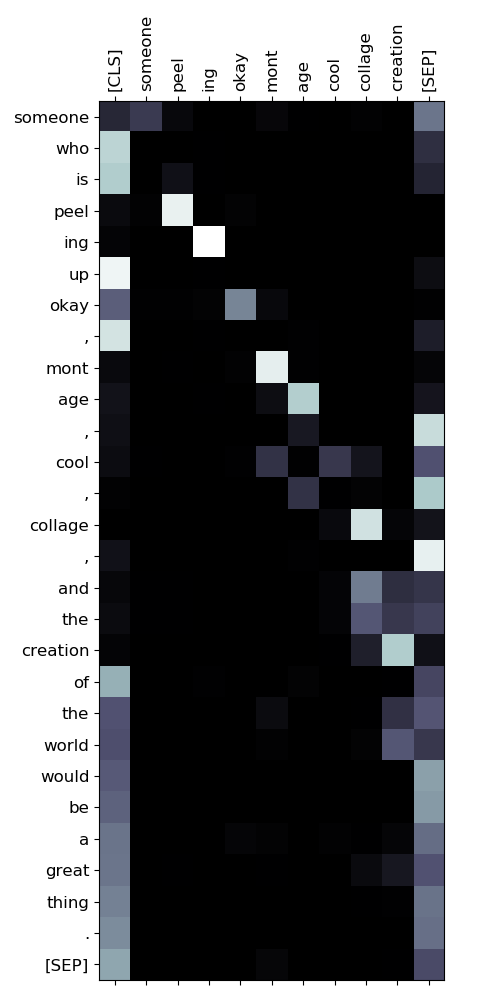 [CLS] someone peel ing okay mont age cool collage creation [SEP]
someone
who
is
peel
ing
up
okay
,
mont
age
,
cool
,
collage
,
and
the
creation
of
the
world
would
be
a
great
thing
.
[SEP]